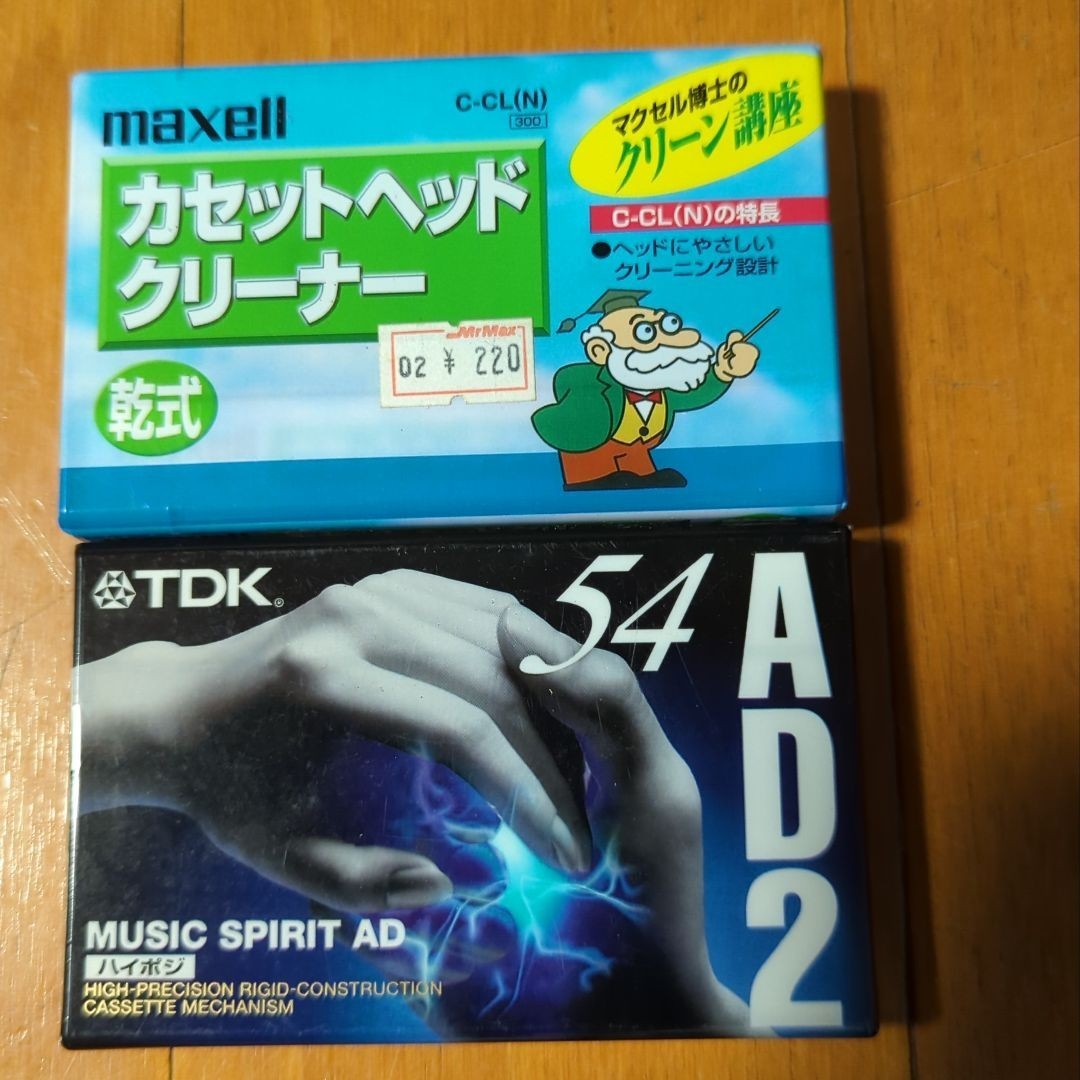 maxell
C-CL(N)
300
カセットヘッド
クリーナー
乾式
マクセル博士の
クリーン講座
C-CL(N)の特長
●ヘッドにやさしい
クリーニング設計
MrMax
02 ¥ 220
TDK
54
AD2
MUSIC SPIRIT AD
ハイポジ
HIGH-PRECISION RIGID-CONSTRUCTION
CASSETTE MECHANISM